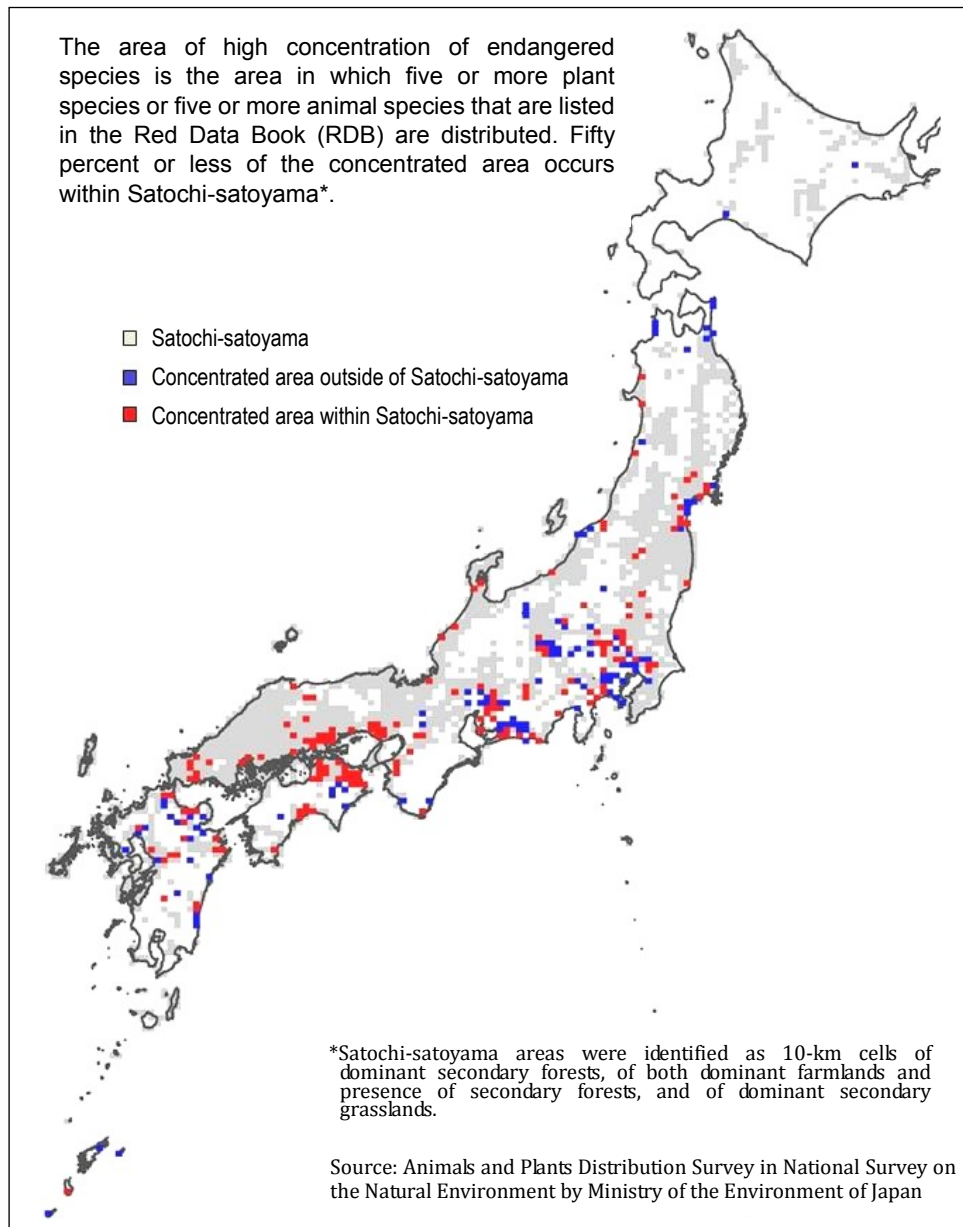 The area of high concentration of endangered
species is the area in which five or more plant
species or five or more animal species that are listed
in the Red Data Book (RDB) are distributed. Fifty
percent or less of the concentrated area occurs
within Satochi-satoyama*.
Satochi-satoyama
Concentrated area outside of Satochi-satoyama
Concentrated area within Satochi-satoyama
*Satochi-satoyama areas were identified as 10-km cells of
dominant secondary forests, of both dominant farmlands and
presence of secondary forests, and of dominant secondary
grasslands.
Source: Animals and Plants Distribution Survey in National Survey on
the Natural Environment by Ministry of the Environment of Japan